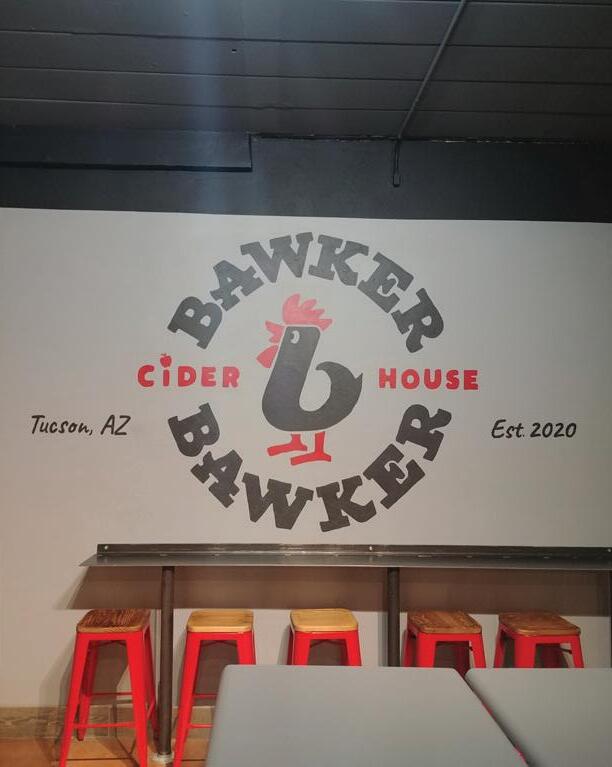 BAWKER
CiDER HOUSE
Tucson, AZ
Est. 2020
BAWKER